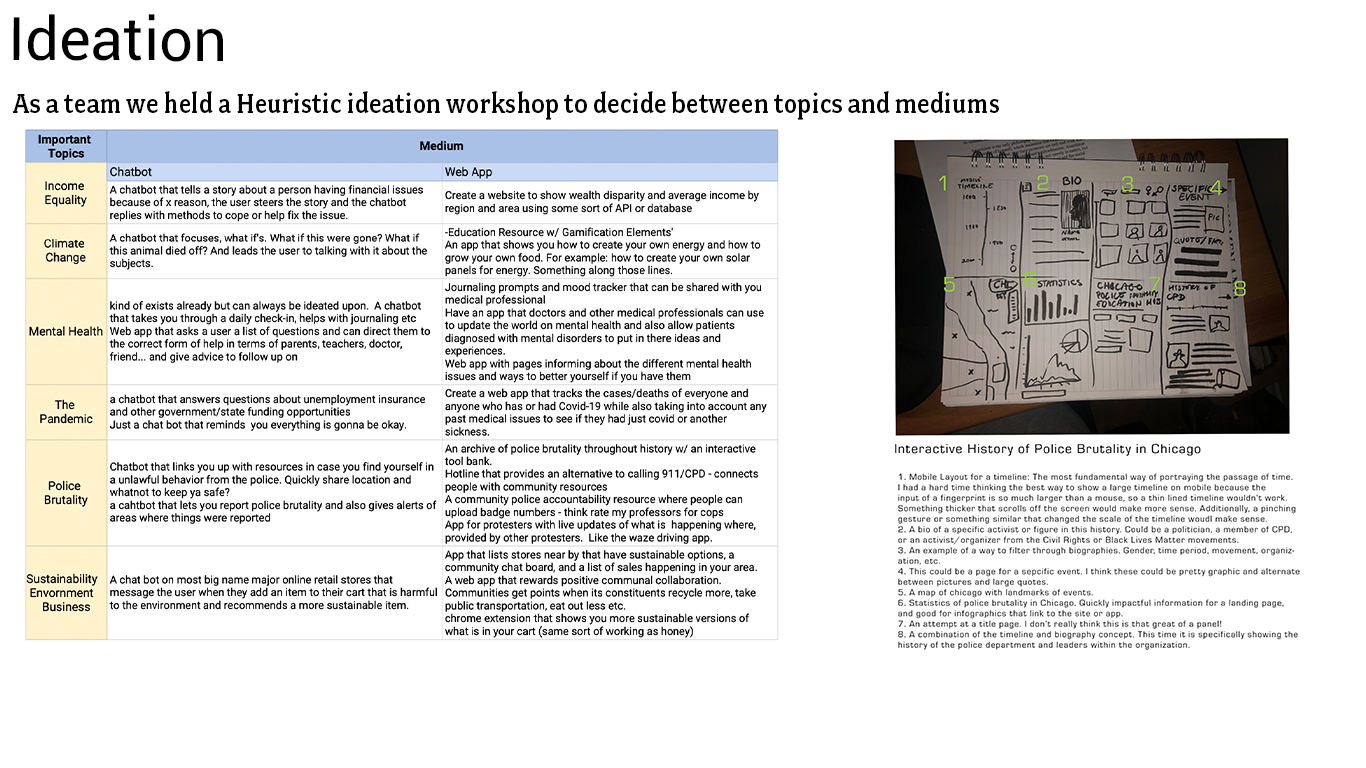 Ideation
As a team we held a Heuristic ideation workshop to decide between topics and mediums
Important
Topics
Medium
Chatbot
Web App
Income
Equality
A chatbot that tells a story about a person having financial issues
because of x reason, the user steers the story and the chatbot
replies with methods to cope or help fix the issue.
Create a website to show wealth disparity and average income by
region and area using some sort of API or database
Climate
Change
A chatbot that focuses, what if's. What if this were gone? What if
this animal died off? And leads the user to talking with it about the
subjects.
-Education Resource w/ Gamification Elements'
An app that shows you how to create your own energy and how to
grow your own food. For example: how to create your own solar
panels for energy. Something along those lines.
Mental Health
kind of exists already but can always be ideated upon. A chatbot
that takes you through a daily check-in, helps with journaling etc
Web app that asks a user a list of questions and can direct them to
the correct form of help in terms of parents, teachers, doctor,
friend... and give advice to follow up on
Journaling prompts and mood tracker that can be shared with you
medical professional
Have an app that doctors and other medical professionals can use
to update the world on mental health and also allow patients
diagnosed with mental disorders to put in there ideas and
experiences.
Web app with pages informing about the different mental health
issues and ways to better yourself if you have them
The
Pandemic
a chatbot that answers questions about unemployment insurance
and other government/state funding opportunities
Just a chat bot that reminds you everything is gonna be okay.
Create a web app that tracks the cases/deaths of everyone and
anyone who has or had Covid-19 while also taking into account any
past medical issues to see if they had just covid or another
sickness.
Police
Brutality
Chatbot that links you up with resources in case you find yourself in
a unlawful behavior from the police. Quickly share location and
whatnot to keep ya safe?
a cahtbot that lets you report police brutality and also gives alerts of
areas where things were reported
An archive of police brutality throughout history w/ an interactive
tool bank.
Hotline that provides an alternative to calling 911/CPD - connects
people with community resources
A community police accountability resource where people can
upload badge numbers - think rate my professors for cops
App for protesters with live updates of what is happening where,
provided by other protesters. Like the waze driving app.
Sustainability
Envornment
Business
A chat bot on most big name major online retail stores that
message the user when they add an item to their cart that is harmful
to the environment and recommends a more sustainable item.
App that lists stores near by that have sustainable options, a
community chat board, and a list of sales happening in your area.
A web app that rewards positive communal collaboration.
Communities get points when its constituents recycle more, take
public transportation, eat out less etc.
chrome extension that shows you more sustainable versions of
what is in your cart (same sort of working as honey)
1
MOBILE
TIMELINE
2
BIO
3
SPECIFIC
EVENT
4
PIC
QUOTE/FACT
5
6
STATISTICS
7
CHICAGO
POLICE
HISTORY OF
CPD
8
Interactive History of Police Brutality in Chicago
1. Mobile Layout for a timeline: The most fundamental way of portraying the passage of time.
I had a hard time thinking the best way to show a large timeline on mobile because the
input of a fingerprint is so much larger than a mouse, so a thin lined timeline wouldn't work.
Something thicker that scrolls off the screen would make more sense. Additionally, a pinching
gesture or something similar that changed the scale of the timeline woudl make sense.
2. A bio of a specific activist or figure in this history. Could be a politician, a member of CPD,
or an activist/organizer from the Civil Rights or Black Lives Matter movements.
3. An example of a way to filter through biographies. Gender, time period, movement, organiz-
ation, etc.
4. This could be a page for a sepcific event. I think these could be pretty graphic and alternate
between pictures and large quotes.
5. A map of chicago with landmarks of events.
6. Statistics of police brutality in Chicago. Quickly impactful information for a landing page,
and good for infographics that link to the site or app.
7. An attempt at a title page. I don't really think this is that great of a panel!
8. A combination of the timeline and biography concept. This time it is specifically showing the
history of the police department and leaders within the organization.